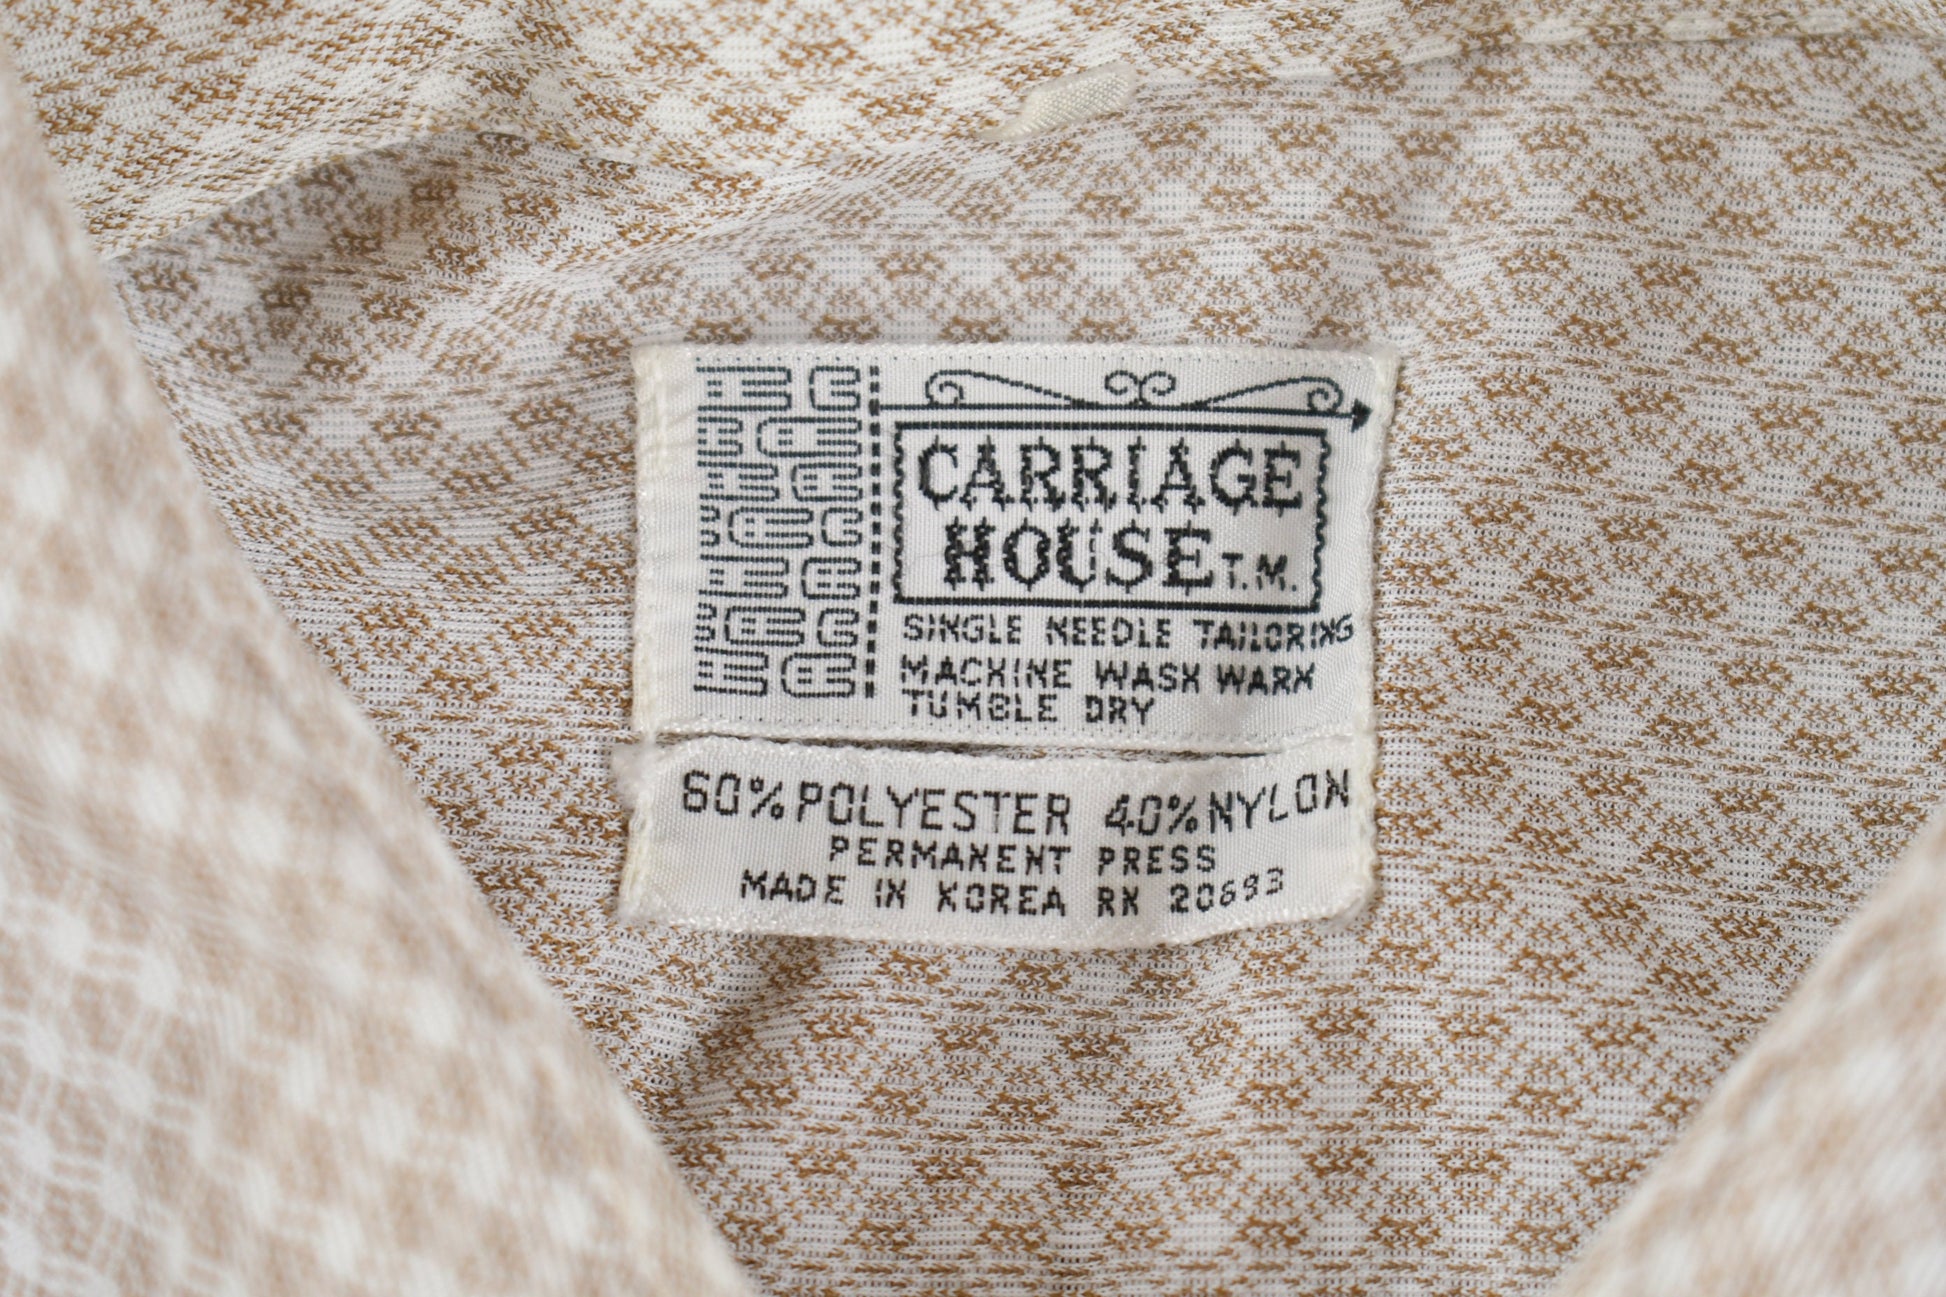 CARRIAGE
HOUSE T.M.
SINGLE NEEDLE TAILORING
MACHINE WASH WARM
TUMBLE DRY
60% POLYESTER 40% NYLON
PERMANENT PRESS
MADE IN KOREA RN